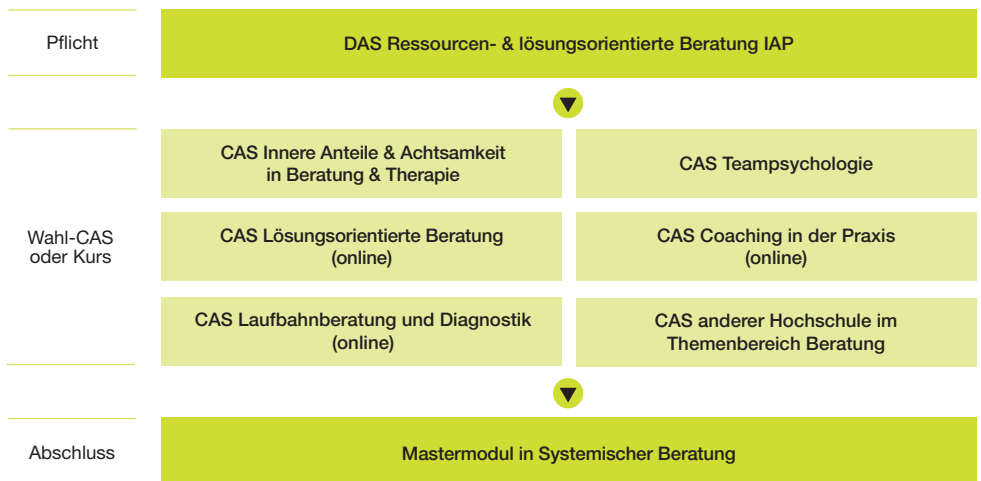 Pflicht
DAS Ressourcen- & lösungsorientierte Beratung IAP
Wahl-CAS
oder Kurs
CAS Innere Anteile & Achtsamkeit
in Beratung & Therapie
CAS Teampsychologie
CAS Lösungsorientierte Beratung
(online)
CAS Coaching in der Praxis
(online)
CAS Laufbahnberatung und Diagnostik
(online)
CAS anderer Hochschule im
Themenbereich Beratung
Abschluss
Mastermodul in Systemischer Beratung